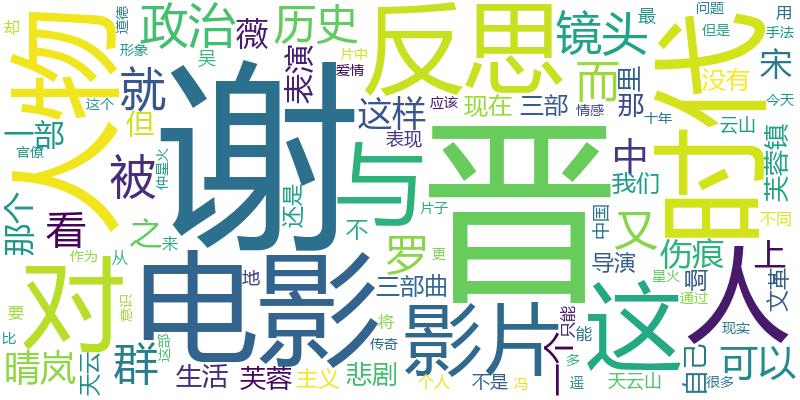 道德
却
政治
薇
历史
反思
镜头
时代
最
问题
用
但是
手法
人物
形象
吴
表演
片中
爱情
谢
就
而
里
那
没有
宋
但
这样
应该
现在
三部
情感
十年
今天
一部
这个
官僚
仲星火
被
与
表现
晋
中
我们
云山
芙蓉镇
那个
看
之
来
还是
不
片子
罗
更
中国
又
伤痕
不同
上
对
作为
从
电影
地
三部曲
导演
星火
啊
文革
人
要
意识
将
影片
一个
只能
这
通过
现实
比
晴岚
天云
群
这部
生活
芙蓉
传奇
主义
悲剧
个人
不是
冯
能
多
遥
天云山
自己
很多
可以